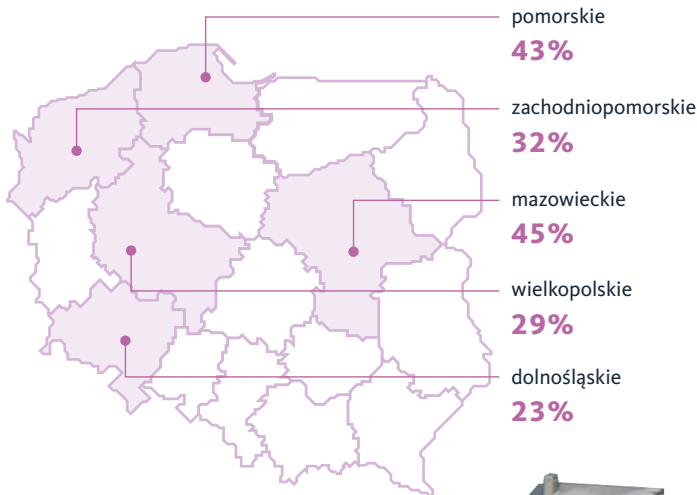 pomorskie
43%
zachodniopomorskie
32%
mazowieckie
45%
wielkopolskie
29%
dolnośląskie
23%